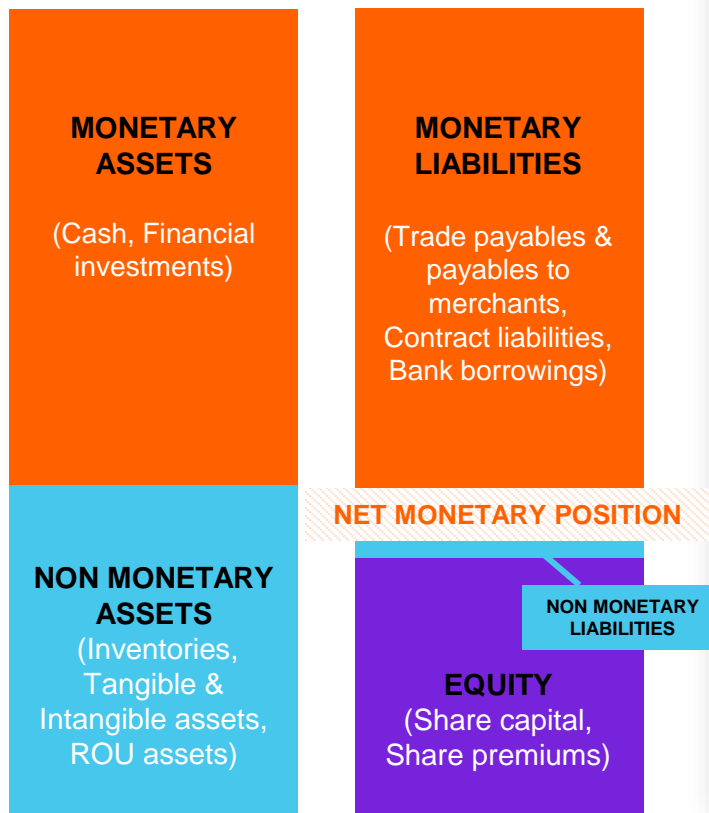 MONETARY
ASSETS
(Cash, Financial
investments)
MONETARY
LIABILITIES
(Trade payables &
payables to
merchants,
Contract liabilities,
Bank borrowings)
NET MONETARY POSITION
NON MONETARY
ASSETS
(Inventories,
Tangible &
Intangible assets,
ROU assets)
NON MONETARY
LIABILITIES
EQUITY
(Share capital,
Share premiums)